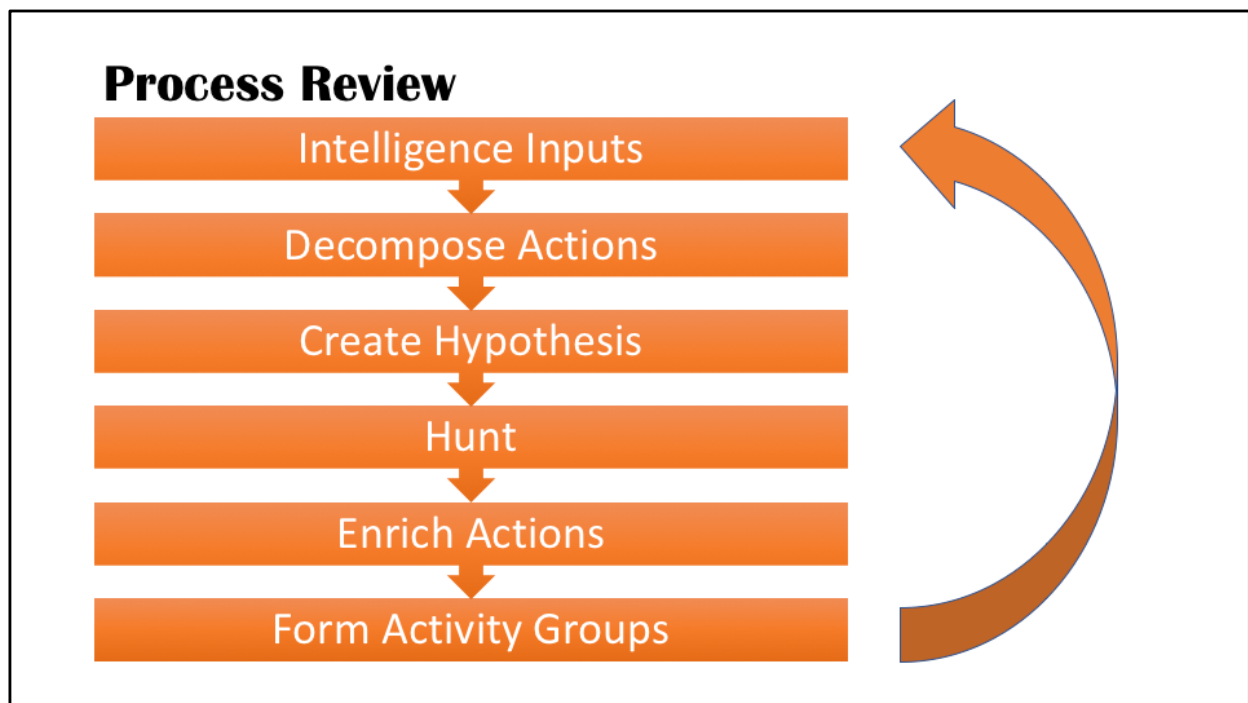 Process Review
Intelligence Inputs
Decompose Actions
Create Hypothesis
Hunt
Enrich Actions
Form Activity Groups